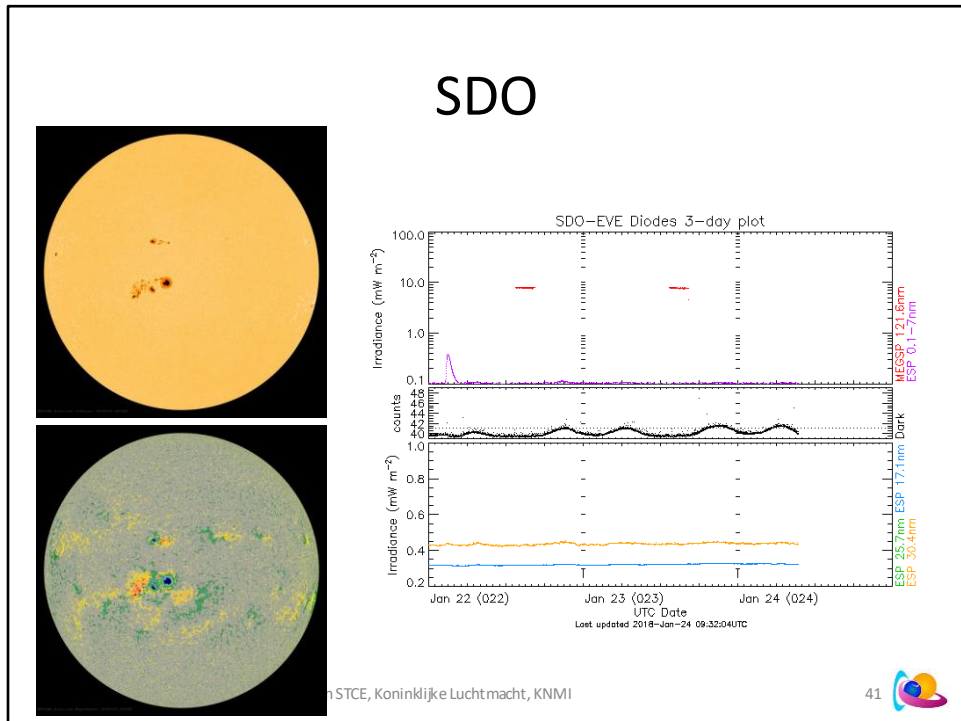 SDO
SDO-EVE Diodes 3-day plot
100.0
10.0
1.0
0.1
Irradiance (mW m⁻²)
MEGSP 121.6nm
ESP 0.1-7nm
48
46
44
42
40
counts
Dark
1.0
0.8
0.6
0.4
0.2
Irradiance (mW m⁻²)
ESP 25.7nm ESP 17.1nm
ESP 30.4nm
Jan 22 (022) Jan 23 (023) Jan 24 (024)
UTC Date
Last updated 2018-Jan-24 09:32:04UTC
n STCE, Koninklijke Luchtmacht, KNMI 41